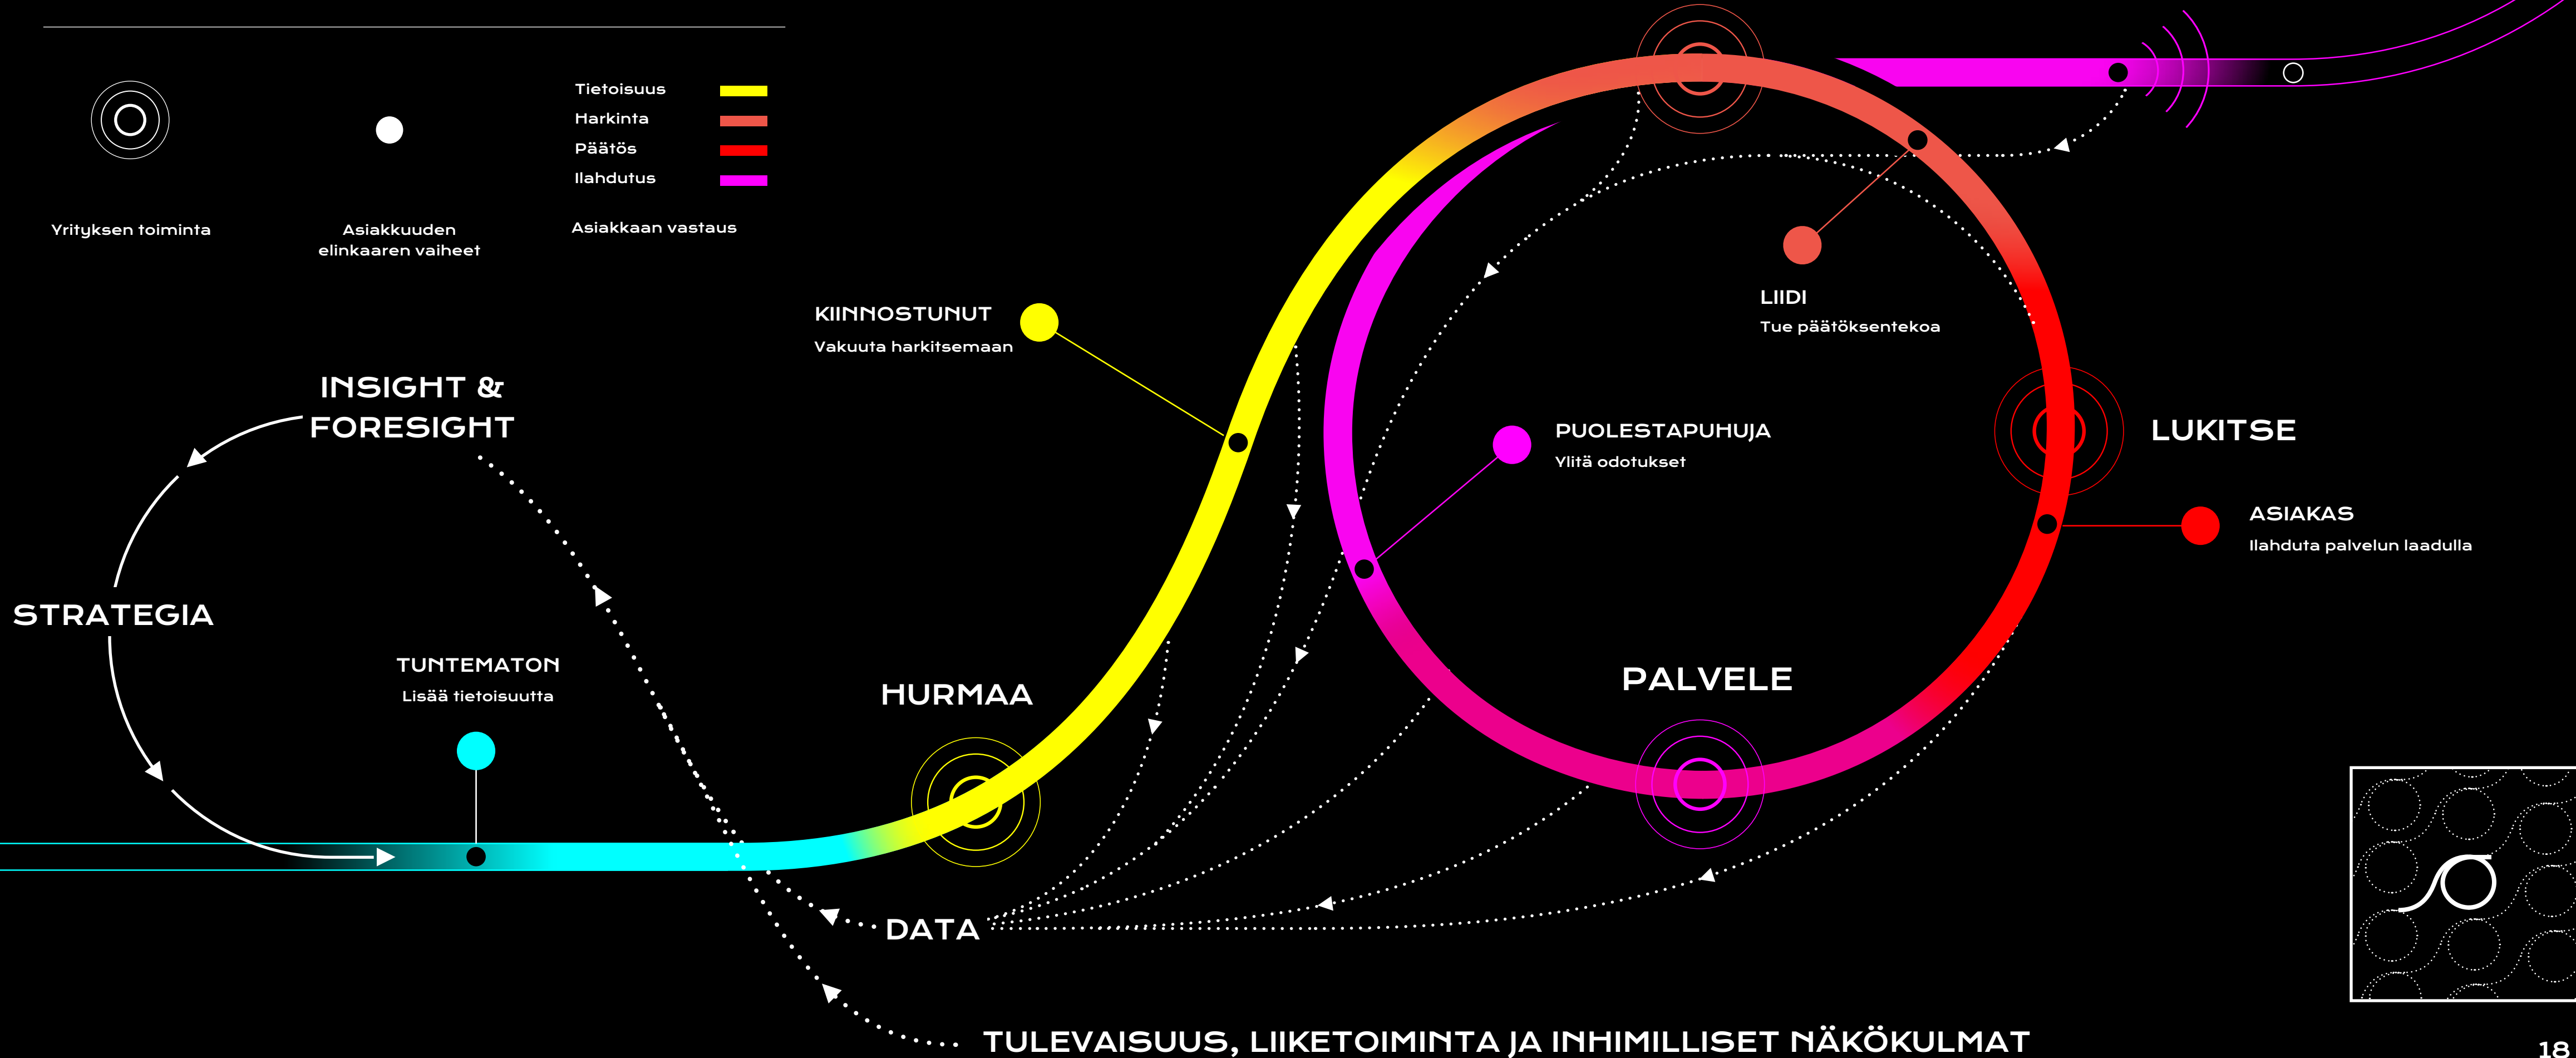 Tietoisuus
Harkinta
Päätös
Ilahdutus
Yrityksen toiminta
Asiakkuuden
elinkaaren vaiheet
Asiakkaan vastaus
KIINNOSTUNUT
Vakuuta harkitsemaan
LIIDI
Tue päätöksentekoa
INSIGHT &
FORESIGHT
PUOLESTAPUHUJA
Ylitä odotukset
LUKITSE
ASIAKAS
Ilahduta palvelun laadulla
STRATEGIA
TUNTEMATON
Lisää tietoisuutta
HURMAA
PALVELE
DATA
TULEVAISUUS, LIIKETOIMINTA JA INHIMILLISET NÄKÖKULMAT
18